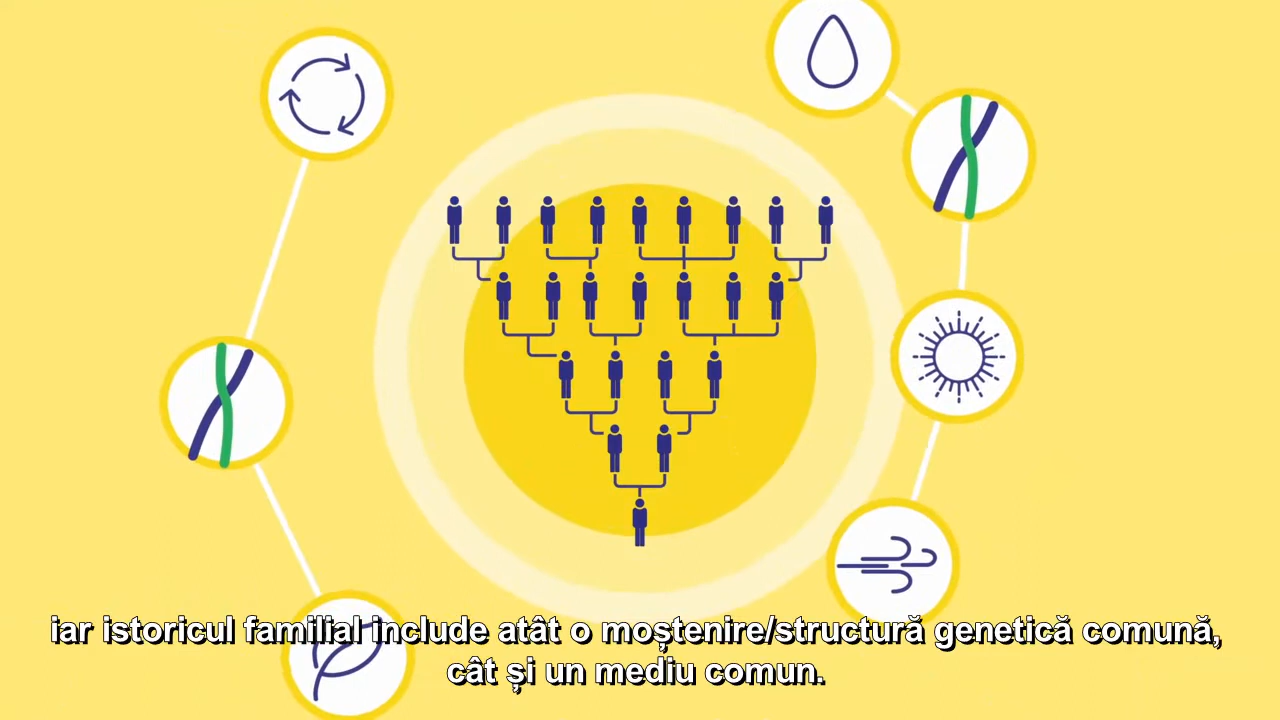 iar istoricul familial include atât o moștenire/structură genetică comună,
cât și un mediu comun.